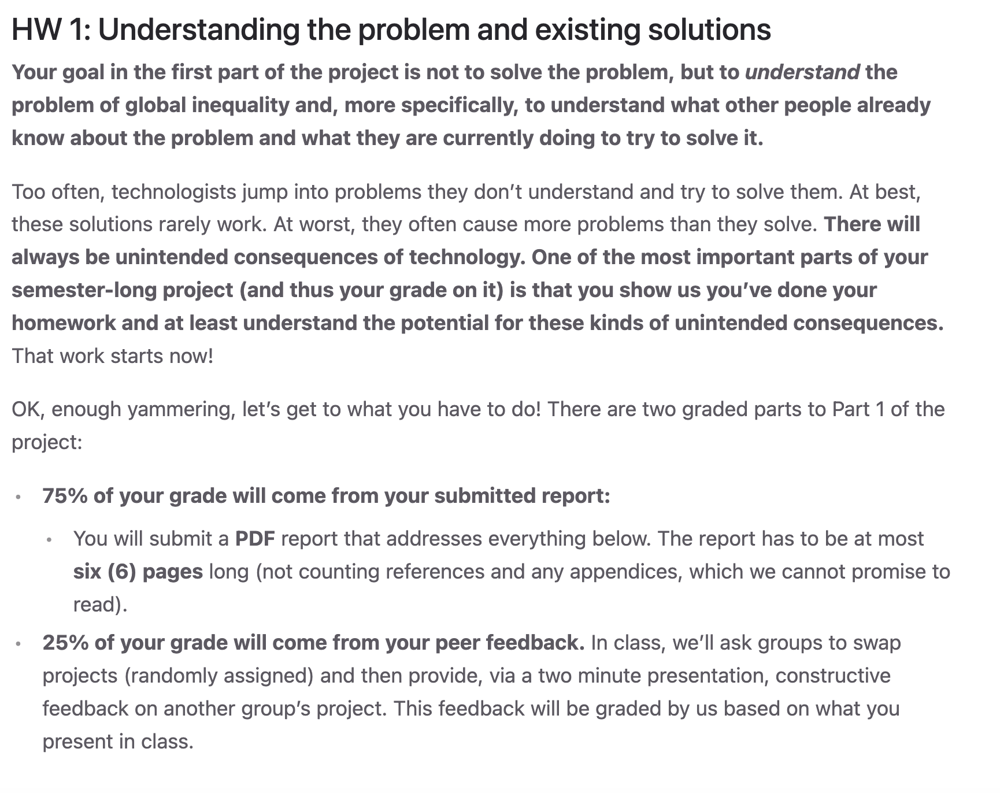 HW 1: Understanding the problem and existing solutions
Your goal in the first part of the project is not to solve the problem, but to understand the
problem of global inequality and, more specifically, to understand what other people already
know about the problem and what they are currently doing to try to solve it.
Too often, technologists jump into problems they don’t understand and try to solve them. At best,
these solutions rarely work. At worst, they often cause more problems than they solve. There will
always be unintended consequences of technology. One of the most important parts of your
semester-long project (and thus your grade on it) is that you show us you’ve done your
homework and at least understand the potential for these kinds of unintended consequences.
That work starts now!
OK, enough yammering, let’s get to what you have to do! There are two graded parts to Part 1 of the
project:
• 75% of your grade will come from your submitted report:
• You will submit a PDF report that addresses everything below. The report has to be at most
six (6) pages long (not counting references and any appendices, which we cannot promise to
read).
• 25% of your grade will come from your peer feedback. In class, we’ll ask groups to swap
projects (randomly assigned) and then provide, via a two minute presentation, constructive
feedback on another group’s project. This feedback will be graded by us based on what you
present in class.